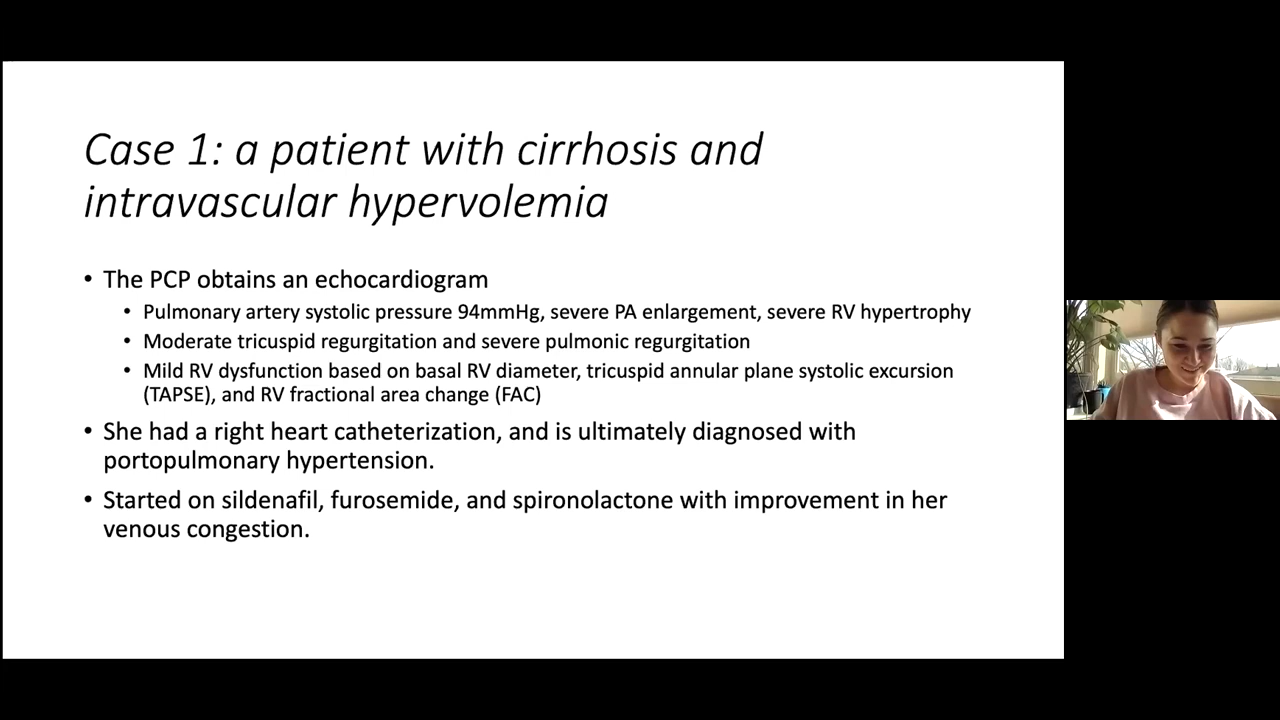 Case 1: a patient with cirrhosis and
intravascular hypervolemia
• The PCP obtains an echocardiogram
• Pulmonary artery systolic pressure 94mmHg, severe PA enlargement, severe RV hypertrophy
• Moderate tricuspid regurgitation and severe pulmonic regurgitation
• Mild RV dysfunction based on basal RV diameter, tricuspid annular plane systolic excursion
(TAPSE), and RV fractional area change (FAC)
• She had a right heart catheterization, and is ultimately diagnosed with
portopulmonary hypertension.
• Started on sildenafil, furosemide, and spironolactone with improvement in her
venous congestion.